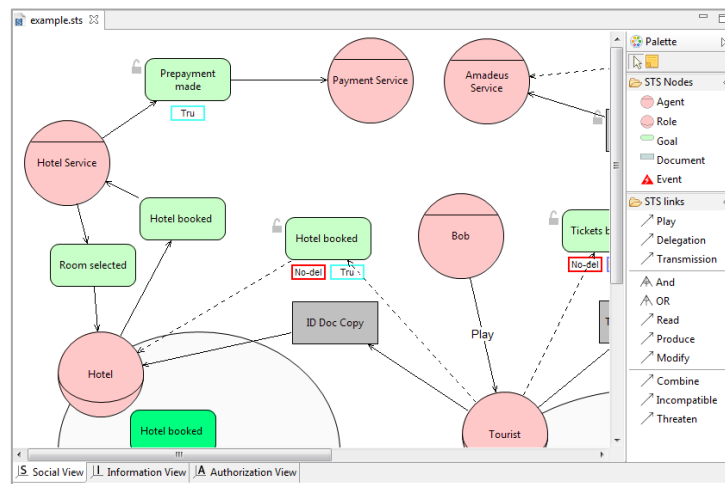 example.sts
Palette
Prepayment
made
Tru
Payment Service
Amadeus
Service
STS Nodes
Agent
Role
Goal
Document
Event
Hotel Service
Hotel booked
Room selected
Hotel booked
No-del
Tru
Bob
Tickets b
No-del
STS links
Play
Delegation
Transmission
And
OR
Read
Produce
Modify
Combine
Incompatible
Threaten
ID Doc Copy
T
Play
Hotel
Hotel booked
Tourist
S Social View
I Information View
A Authorization View